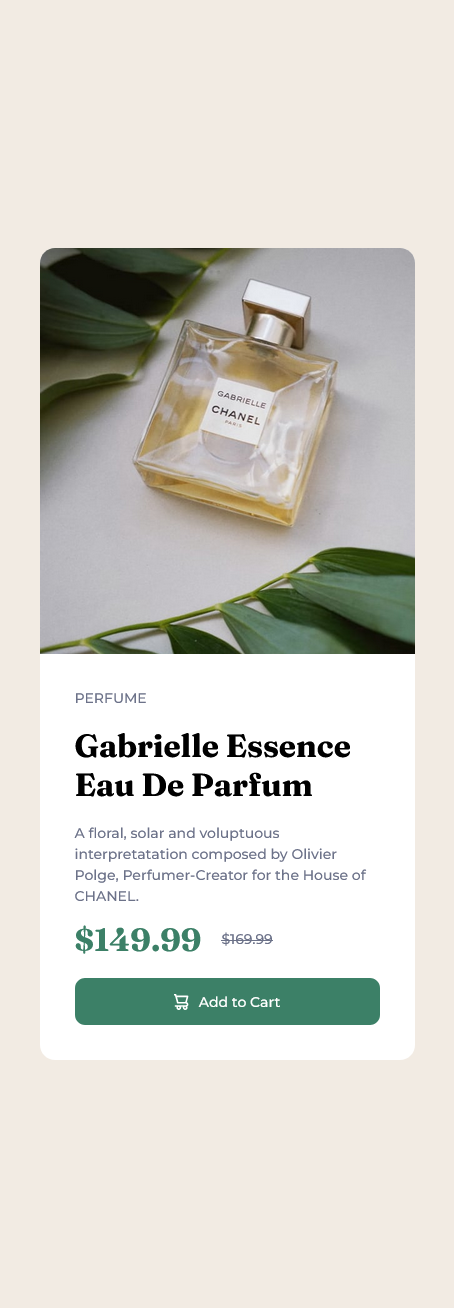 GABRIELLE
CHANEL
PARIS
PERFUME
Gabrielle Essence
Eau De Parfum
A floral, solar and voluptuous
interpretatation composed by Olivier
Polge, Perfumer-Creator for the House of
CHANEL.
$149.99 $169.99
Add to Cart